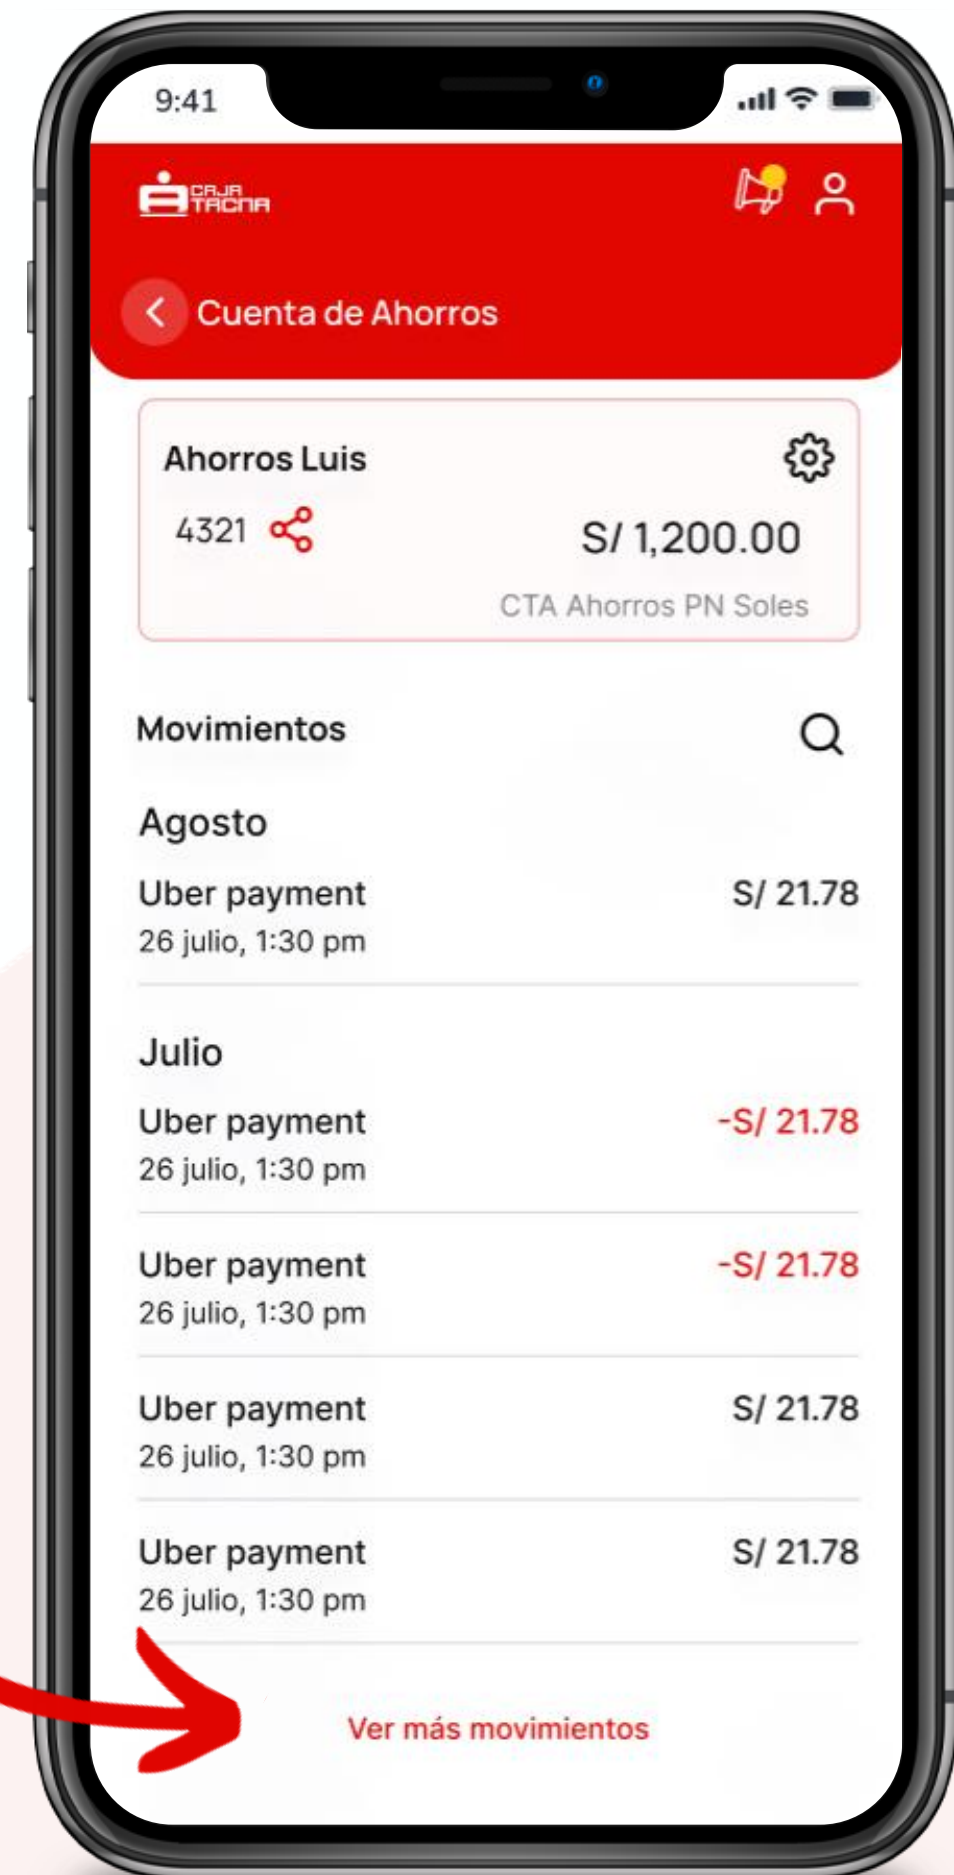 9:41
CAJA
TACNA
Cuenta de Ahorros
Ahorros Luis
4321
S/ 1,200.00
CTA Ahorros PN Soles
Movimientos
Agosto
Uber payment S/ 21.78
26 julio, 1:30 pm
Julio
Uber payment -S/ 21.78
26 julio, 1:30 pm
Uber payment -S/ 21.78
26 julio, 1:30 pm
Uber payment S/ 21.78
26 julio, 1:30 pm
Uber payment S/ 21.78
26 julio, 1:30 pm
Ver más movimientos